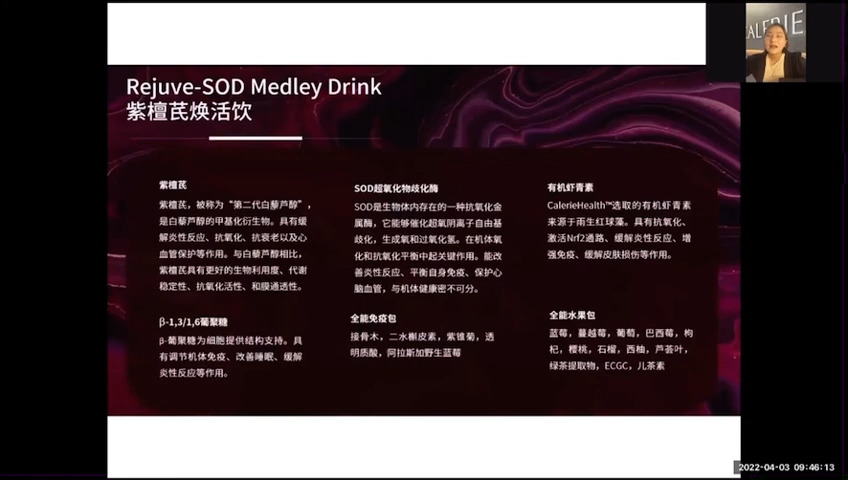 Rejuve-SOD Medley Drink
紫檀芪焕活饮
紫檀芪
紫檀芪，被称为“第二代白藜芦醇”，
是白藜芦醇的甲基化衍生物。具有缓
解炎性反应、抗氧化、抗衰老以及心
血管保护等作用。与白藜芦醇相比，
紫檀芪具有更好的生物利用度、代谢
稳定性、抗氧化活性、和膜通透性。
SOD超氧化物歧化酶
SOD是生物体内存在的一种抗氧化金
属酶，它能够催化超氧阴离子自由基
歧化，生成氧和过氧化氢。在机体氧
化和抗氧化平衡中起关键作用。能改
善炎性反应、平衡自身免疫、保护心
脑血管，与机体健康密不可分。
有机虾青素
CalerieHealth™选取的有机虾青素
来源于雨生红球藻。具有抗氧化、
激活Nrf2通路、缓解炎性反应、增
强免疫、缓解皮肤损伤等作用。
β-1,3/1,6葡聚糖
β-葡聚糖为细胞提供结构支持。具
有调节机体免疫、改善睡眠、缓解
炎性反应等作用。
全能免疫包
接骨木，二水槲皮素，紫锥菊，透
明质酸，阿拉斯加野生蓝莓
全能水果包
蓝莓，蔓越莓，葡萄，巴西莓，枸
杞，樱桃，石榴，西柚，芦荟叶，
绿茶提取物，ECGC，儿茶素
CALERIE
2022-04-03 09:46:13